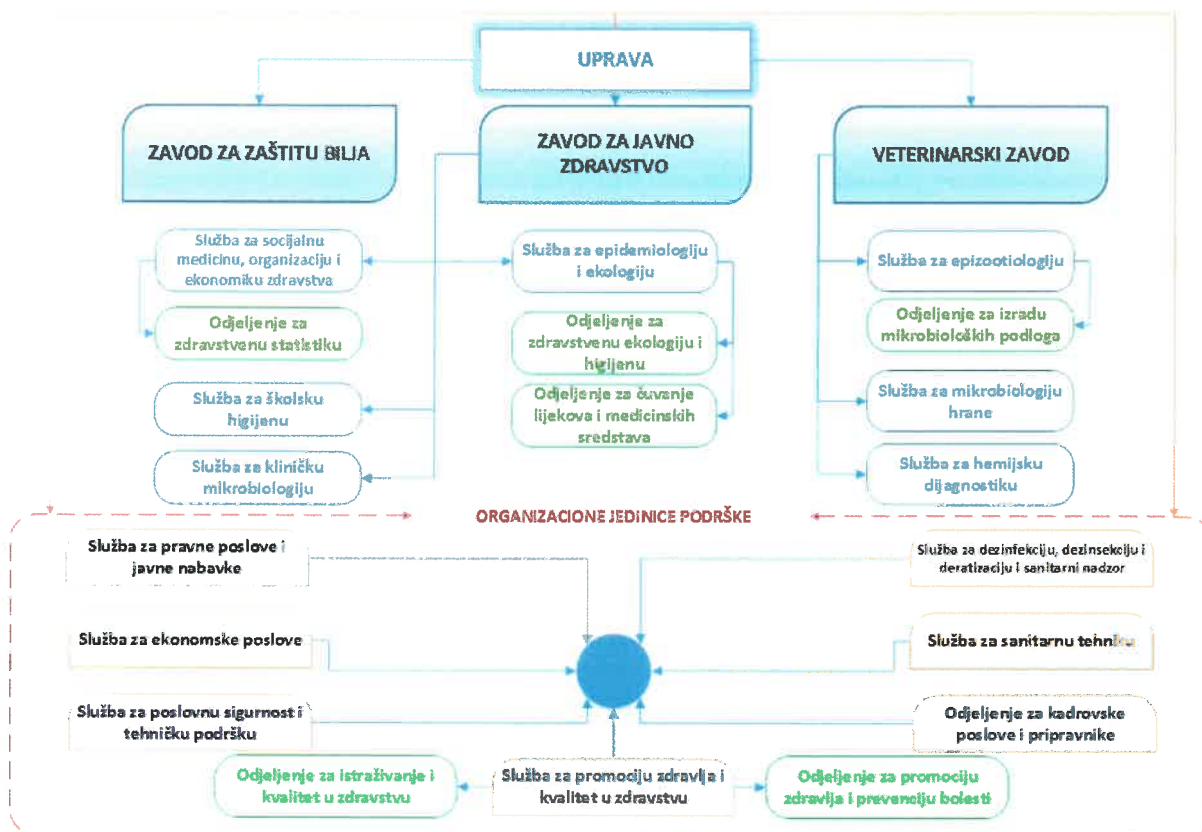 UPRAVA
ZAVOD ZA ZAŠTITU BILJA
ZAVOD ZA JAVNO
ZDRAVSTVO
VETERINARSKI ZAVOD
Služba za socijalnu
medicinu, organizaciju i
ekonomiku zdravstva
Odjeljenje za
zdravstvenu statistiku
Služba za školsku
higijenu
Služba za kliničku
mikrobiologiju
Služba za epidemiologiju
i ekologiju
Odjeljenje za
zdravstvenu ekologiju i
higijenu
Odjeljenje za čuvanje
lijekova i medicinskih
sredstava
Služba za epizootiologiju
Odjeljenje za izradu
mikrobioloških podloga
Služba za mikrobiologiju
hrane
Služba za hemijsku
dijagnostiku
ORGANIZACIONE JEDINICE PODRŠKE
Služba za pravne poslove i
javne nabavke
Služba za ekonomske poslove
Služba za poslovnu sigurnost i
tehničku podršku
Služba za dezinfekciju, dezinsekciju i
deratizaciju i sanitarni nadzor
Služba za sanitarnu tehniku
Odjeljenje za kadrovske
poslove i pripravnike
Odjeljenje za istraživanje i
kvalitet u zdravstvu
Služba za promociju zdravlja i
kvalitet u zdravstvu
Odjeljenje za promociju
zdravlja i prevenciju bolesti